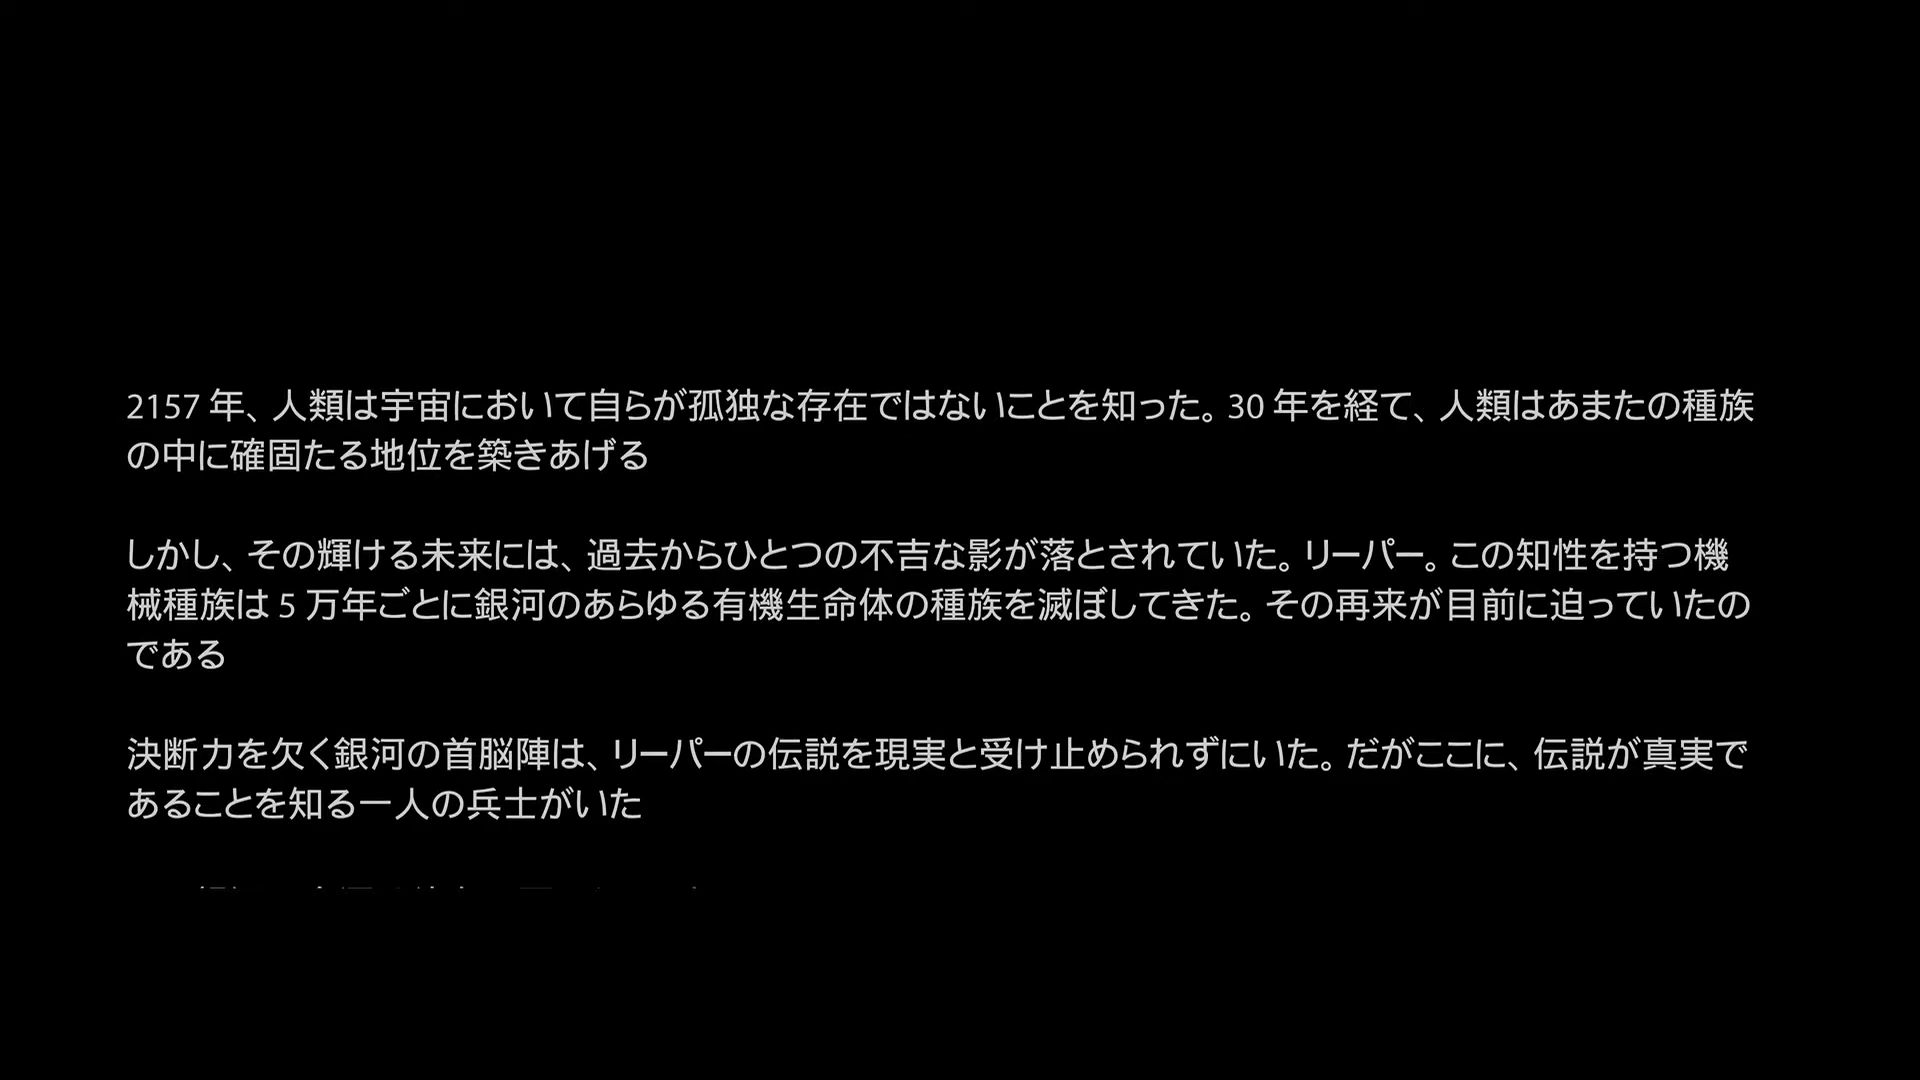 2157 年、人類は宇宙において自らが孤独な存在ではないことを知った。30 年を経て、人類はあまたの種族
の中に確固たる地位を築きあげる
しかし、その輝ける未来には、過去からひとつの不吉な影が落とされていた。リーパー。この知性を持つ機
械種族は 5 万年ごとに銀河のあらゆる有機生命体の種族を滅ぼしてきた。その再来が目前に迫っていたの
である
決断力を欠く銀河の首脳陣は、リーパーの伝説を現実と受け止められずにいた。だがここに、伝説が真実で
あることを知る一人の兵士がいた